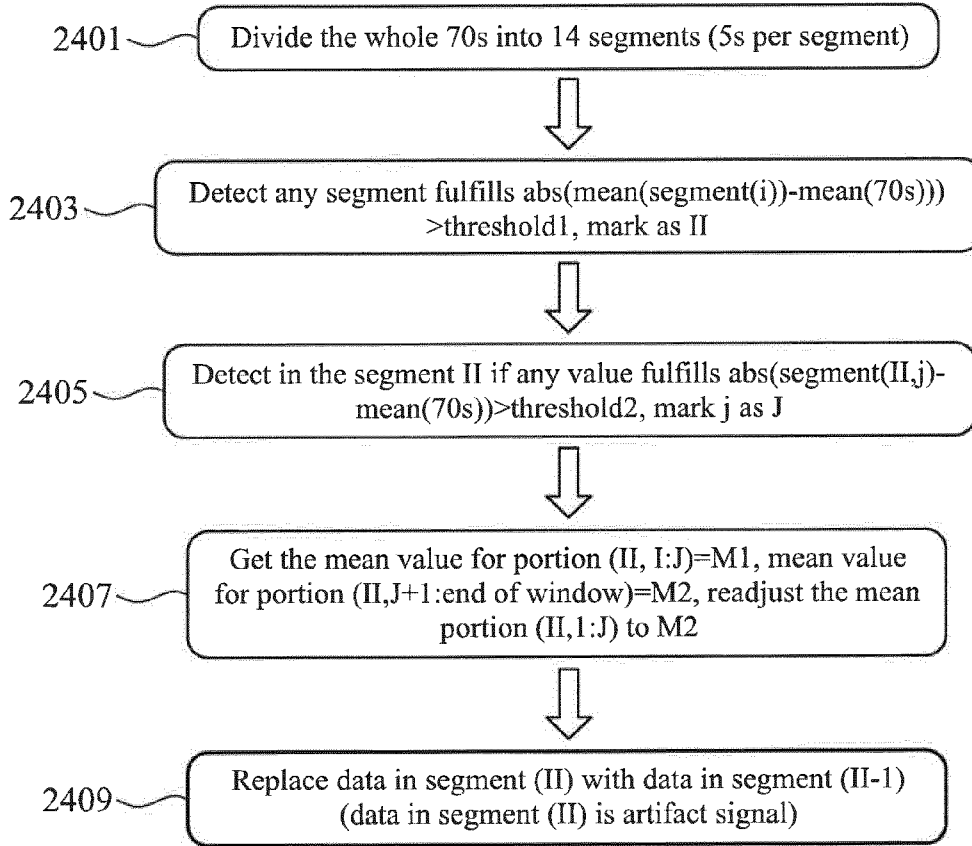 2401
Divide the whole 70s into 14 segments (5s per segment)
2403
Detect any segment fulfills abs(mean(segment(i))-mean(70s)))
>threshold1, mark as II
2405
Detect in the segment II if any value fulfills abs(segment(II,j)-
mean(70s))>threshold2, mark j as J
2407
Get the mean value for portion (II, I:J)=M1, mean value
for portion (II,J+1:end of window)=M2, readjust the mean
portion (II,1:J) to M2
2409
Replace data in segment (II) with data in segment (II-1)
(data in segment (II) is artifact signal)